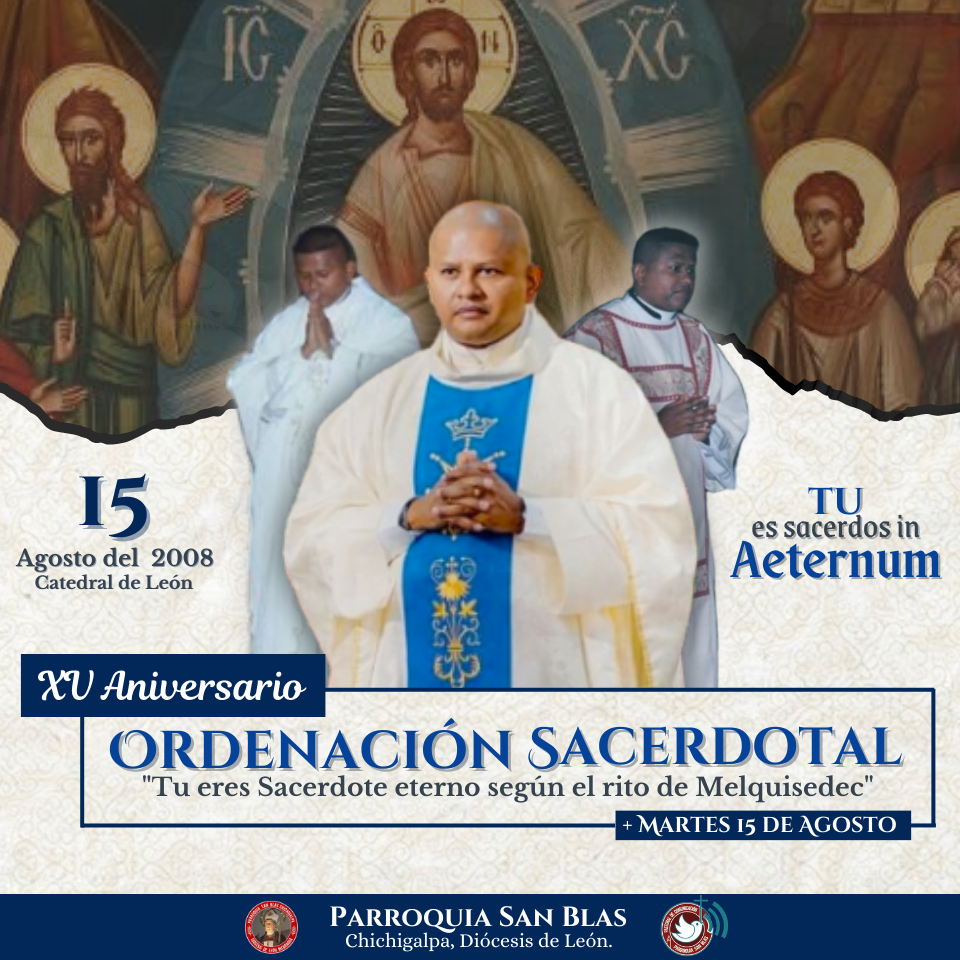 IC
XC
15
Agosto del 2008
Catedral de León
TU
es sacerdos in
Aeternum
XV Aniversario
Ordenación Sacerdotal
"Tu eres Sacerdote eterno según el rito de Melquisedec"
+ Martes 15 de Agosto
Parroquia San Blas
Chichigalpa, Diócesis de León.